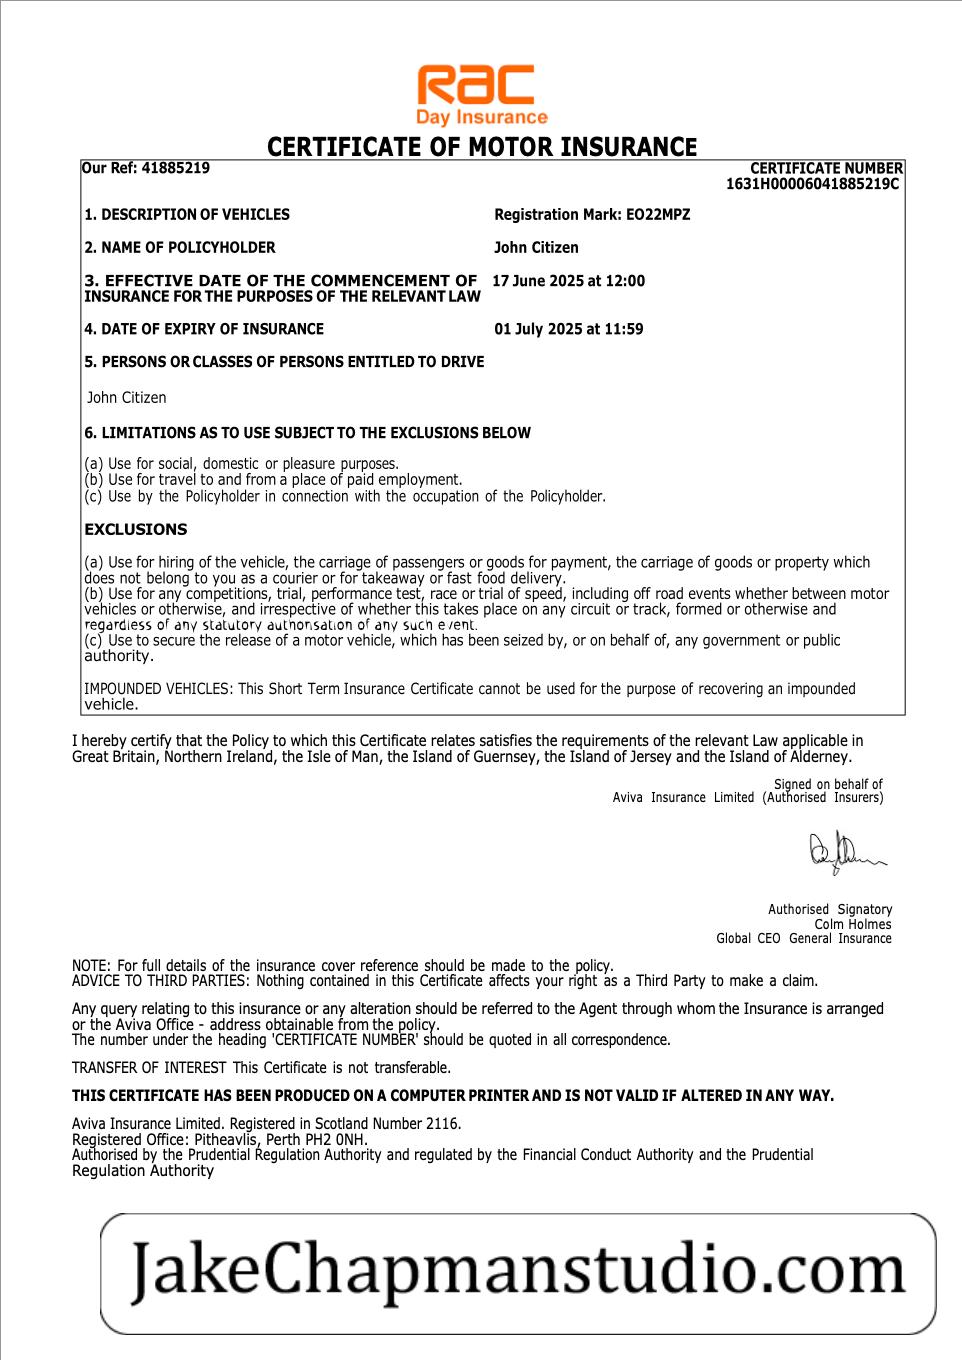 RAC
Day Insurance
CERTIFICATE OF MOTOR INSURANCE
Our Ref: 41885219
CERTIFICATE NUMBER
1631H00006041885219C
1. DESCRIPTION OF VEHICLES
Registration Mark: EO22MPZ
2. NAME OF POLICYHOLDER
John Citizen
3. EFFECTIVE DATE OF THE COMMENCEMENT OF
17 June 2025 at 12:00
INSURANCE FOR THE PURPOSES OF THE RELEVANT LAW
4. DATE OF EXPIRY OF INSURANCE
01 July 2025 at 11:59
5. PERSONS OR CLASSES OF PERSONS ENTITLED TO DRIVE
John Citizen
6. LIMITATIONS AS TO USE SUBJECT TO THE EXCLUSIONS BELOW
(a) Use for social, domestic or pleasure purposes.
(b) Use for travel to and from a place of paid employment.
(c) Use by the Policyholder in connection with the occupation of the Policyholder.
EXCLUSIONS
(a) Use for hiring of the vehicle, the carriage of passengers or goods for payment, the carriage of goods or property which
does not belong to you as a courier or for takeaway or fast food delivery.
(b) Use for any competitions, trial, performance test, race or trial of speed, including off road events whether between motor
vehicles or otherwise, and irrespective of whether this takes place on any circuit or track, formed or otherwise and
regardless of any statutory authorisation of any such event.
(c) Use to secure the release of a motor vehicle, which has been seized by, or on behalf of, any government or public
authority.
IMPOUNDED VEHICLES: This Short Term Insurance Certificate cannot be used for the purpose of recovering an impounded
vehicle.
I hereby certify that the Policy to which this Certificate relates satisfies the requirements of the relevant Law applicable in
Great Britain, Northern Ireland, the Isle of Man, the Island of Guernsey, the Island of Jersey and the Island of Alderney.
Signed on behalf of
Aviva Insurance Limited (Authorised Insurers)
Authorised Signatory
Colm Holmes
Global CEO General Insurance
NOTE: For full details of the insurance cover reference should be made to the policy.
ADVICE TO THIRD PARTIES: Nothing contained in this Certificate affects your right as a Third Party to make a claim.
Any query relating to this insurance or any alteration should be referred to the Agent through whom the Insurance is arranged
or the Aviva Office - address obtainable from the policy.
The number under the heading 'CERTIFICATE NUMBER' should be quoted in all correspondence.
TRANSFER OF INTEREST This Certificate is not transferable.
THIS CERTIFICATE HAS BEEN PRODUCED ON A COMPUTER PRINTER AND IS NOT VALID IF ALTERED IN ANY WAY.
Aviva Insurance Limited. Registered in Scotland Number 2116.
Registered Office: Pitheavlis, Perth PH2 0NH.
Authorised by the Prudential Regulation Authority and regulated by the Financial Conduct Authority and the Prudential
Regulation Authority
JakeChapmanstudio.com